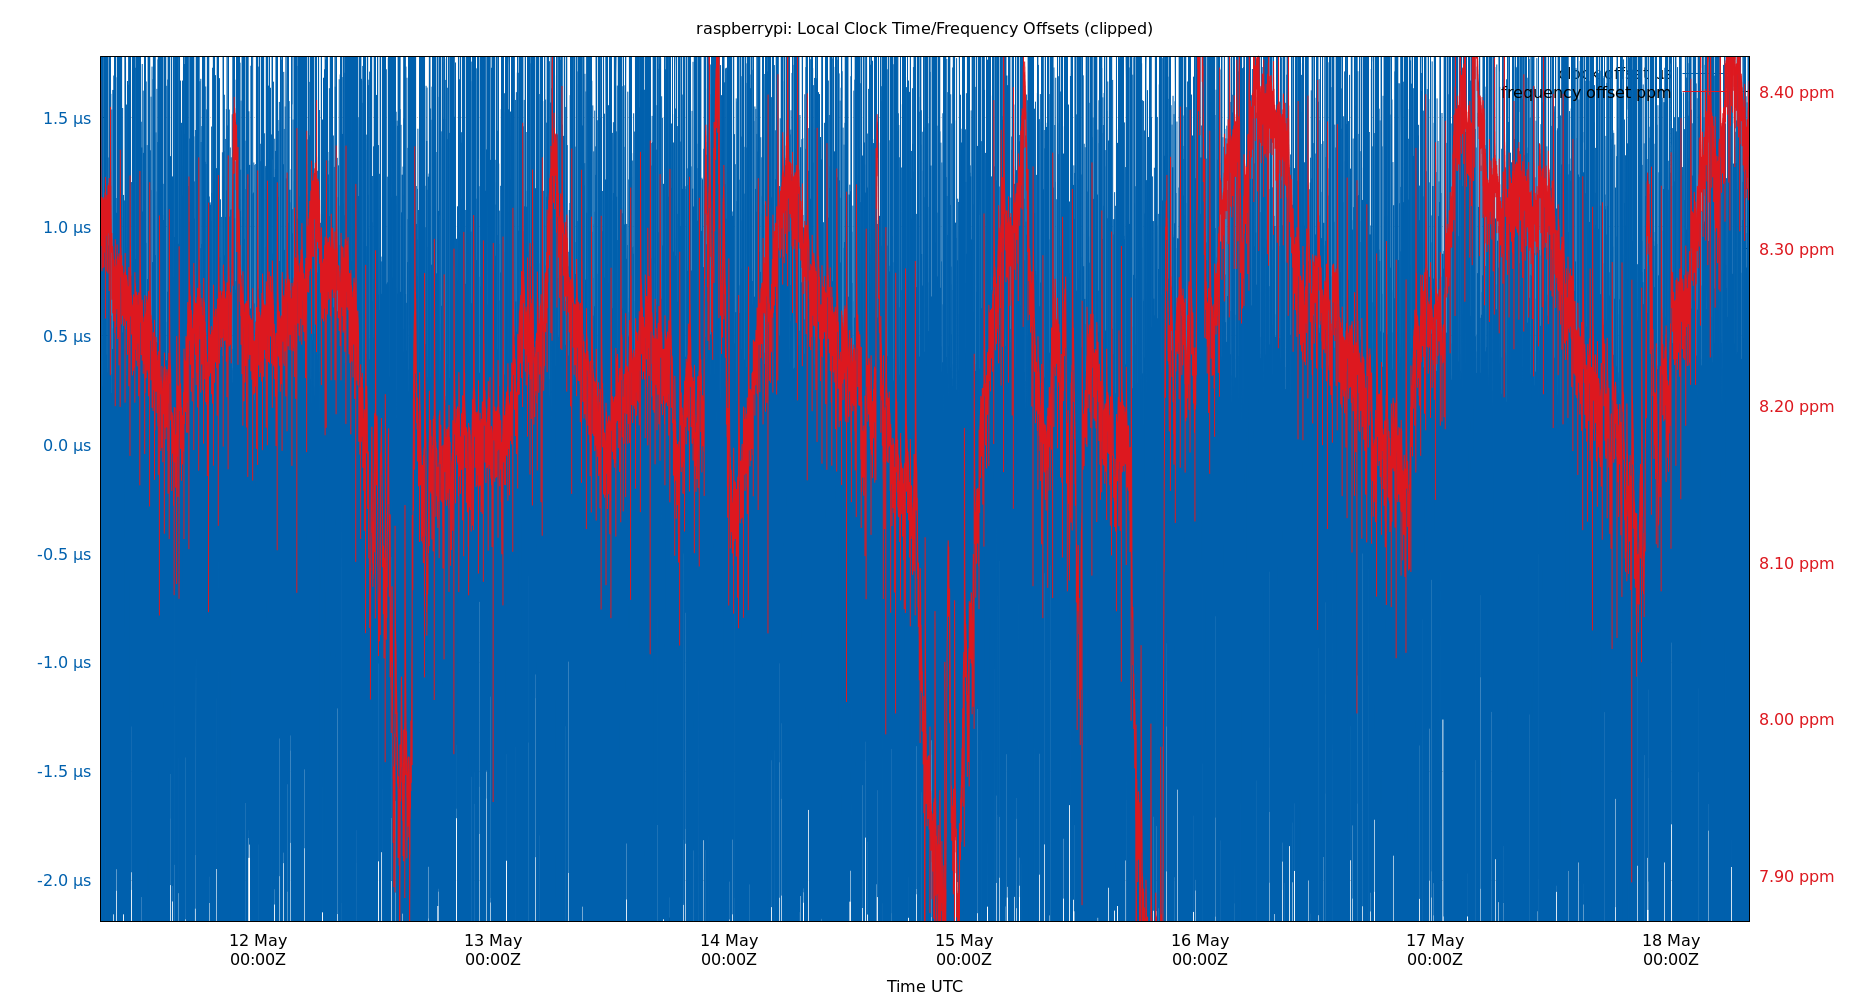 raspberrypi: Local Clock Time/Frequency Offsets (clipped)
clock offset µs
frequency offset ppm
1.5 µs
1.0 µs
0.5 µs
0.0 µs
-0.5 µs
-1.0 µs
-1.5 µs
-2.0 µs
8.40 ppm
8.30 ppm
8.20 ppm
8.10 ppm
8.00 ppm
7.90 ppm
12 May 13 May 14 May 15 May 16 May 17 May 18 May
00:00Z 00:00Z 00:00Z 00:00Z 00:00Z 00:00Z 00:00Z
Time UTC